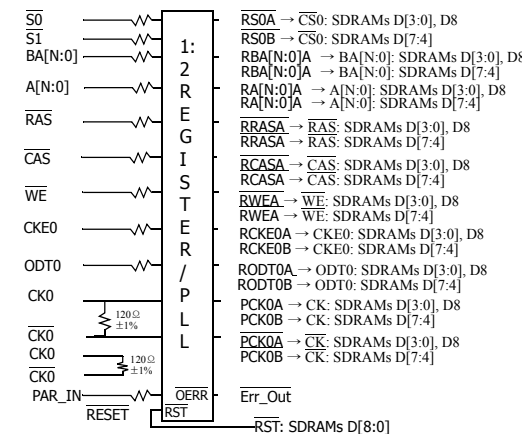 S0
S1
BA[N:0]
A[N:0]
RAS
CAS
WE
CKE0
ODT0
CK0
120Ω
±1%
CK0
CK0
120Ω
±1%
CK0
PAR_IN
RESET
1:
2
R
E
G
I
S
T
E
R
/
P
L
L
OERR
RST
RS0A → CS0: SDRAMs D[3:0], D8
RS0B → CS0: SDRAMs D[7:4]
RBA[N:0]A → BA[N:0]: SDRAMs D[3:0], D8
RBA[N:0]A → BA[N:0]: SDRAMs D[7:4]
RA[N:0]A → A[N:0]: SDRAMs D[3:0], D8
RA[N:0]A → A[N:0]: SDRAMs D[7:4]
RRASA → RAS: SDRAMs D[3:0], D8
RRASA → RAS: SDRAMs D[7:4]
RCASA → CAS: SDRAMs D[3:0], D8
RCASA → CAS: SDRAMs D[7:4]
RWEA → WE: SDRAMs D[3:0], D8
RWEA → WE: SDRAMs D[7:4]
RCKE0A → CKE0: SDRAMs D[3:0], D8
RCKE0B → CKE0: SDRAMs D[7:4]
RODT0A → ODT0: SDRAMs D[3:0], D8
RODT0B → ODT0: SDRAMs D[7:4]
PCK0A → CK: SDRAMs D[3:0], D8
PCK0B → CK: SDRAMs D[7:4]
PCK0A → CK: SDRAMs D[3:0], D8
PCK0B → CK: SDRAMs D[7:4]
Err_Out
RST: SDRAMs D[8:0]